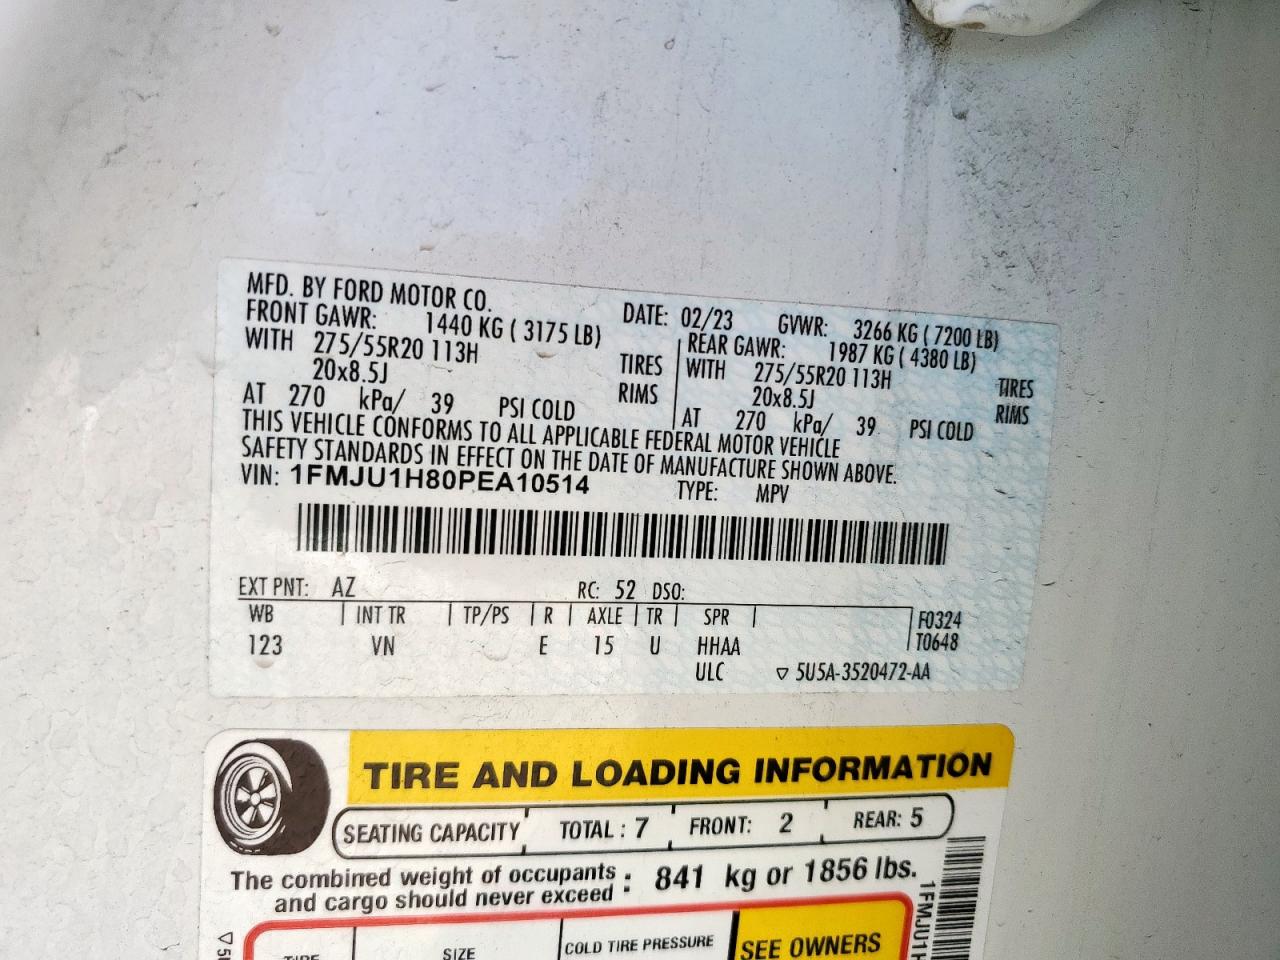 MFD. BY FORD MOTOR CO.
DATE: 02/23 GVWR: 3266 KG ( 7200 LB)
FRONT GAWR: 1440 KG ( 3175 LB)
WITH 275/55R20 113H TIRES
20x8.5J RIMS
AT 270 kPa/ 39 PSI COLD
REAR GAWR: 1987 KG ( 4380 LB)
WITH 275/55R20 113H TIRES
20x8.5J RIMS
AT 270 kPa/ 39 PSI COLD
THIS VEHICLE CONFORMS TO ALL APPLICABLE FEDERAL MOTOR VEHICLE
SAFETY STANDARDS IN EFFECT ON THE DATE OF MANUFACTURE SHOWN ABOVE.
VIN: 1FMJU1H80PEA10514 TYPE: MPV
EXT PNT: AZ RC: 52 DSO:
WB INT TR TP/PS R AXLE TR SPR F0324
123 VN E 15 U HHAA T0648
ULC ▽ 5U5A-3520472-AA
TIRE AND LOADING INFORMATION
SEATING CAPACITY TOTAL : 7 FRONT: 2 REAR: 5
The combined weight of occupants
and cargo should never exceed : 841 kg or 1856 lbs.
TIRE SIZE COLD TIRE PRESSURE SEE OWNERS
1FMJU1H